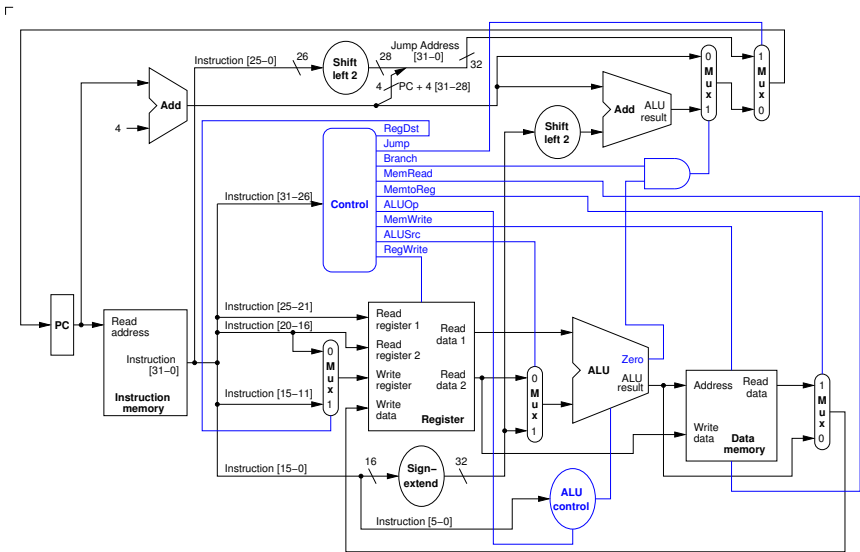 Instruction [25−0]
26
Shift
left 2
28
Jump Address
[31−0]
32
4
PC + 4 [31−28]
Add
4
Add
ALU
result
Shift
left 2
0
Mux
1
1
Mux
0
Control
RegDst
Jump
Branch
MemRead
MemtoReg
ALUOp
MemWrite
ALUSrc
RegWrite
Instruction [31−26]
PC
Read
address
Instruction
[31−0]
Instruction
memory
Instruction [25−21]
Instruction [20−16]
Instruction [15−11]
0
Mux
1
Read
register 1
Read
register 2
Write
register
Write
data
Read
data 1
Read
data 2
Register
0
Mux
1
ALU
Zero
ALU
result
Address
Read
data
Write
data
Data
memory
1
Mux
0
Instruction [15−0]
16
Sign−
extend
32
Instruction [5−0]
ALU
control